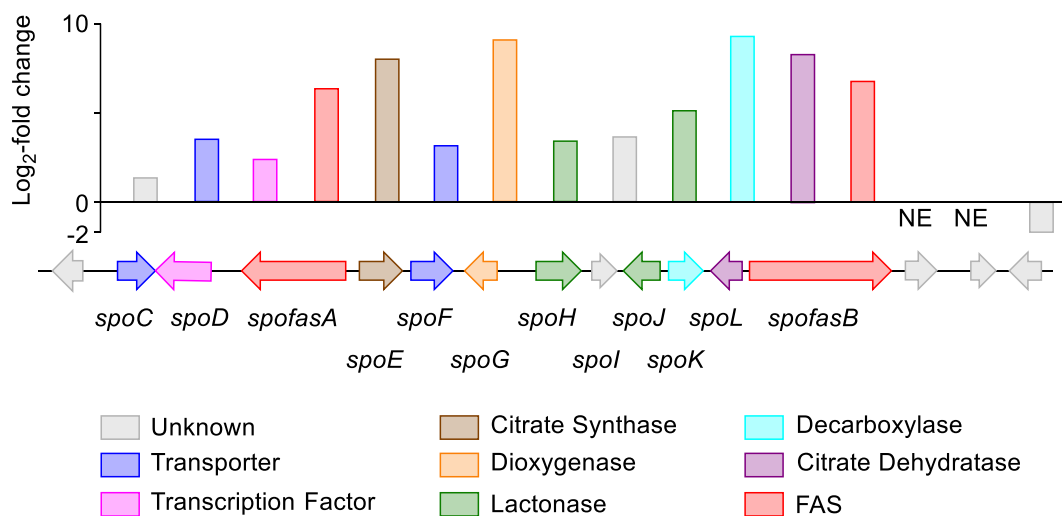 Log2-fold change
10
0
-2
NE NE
spoC spoD spofasA spoF spoH spoJ spoL spofasB
spoE spoG spoI spoK
Unknown Citrate Synthase Decarboxylase
Transporter Dioxygenase Citrate Dehydratase
Transcription Factor Lactonase FAS